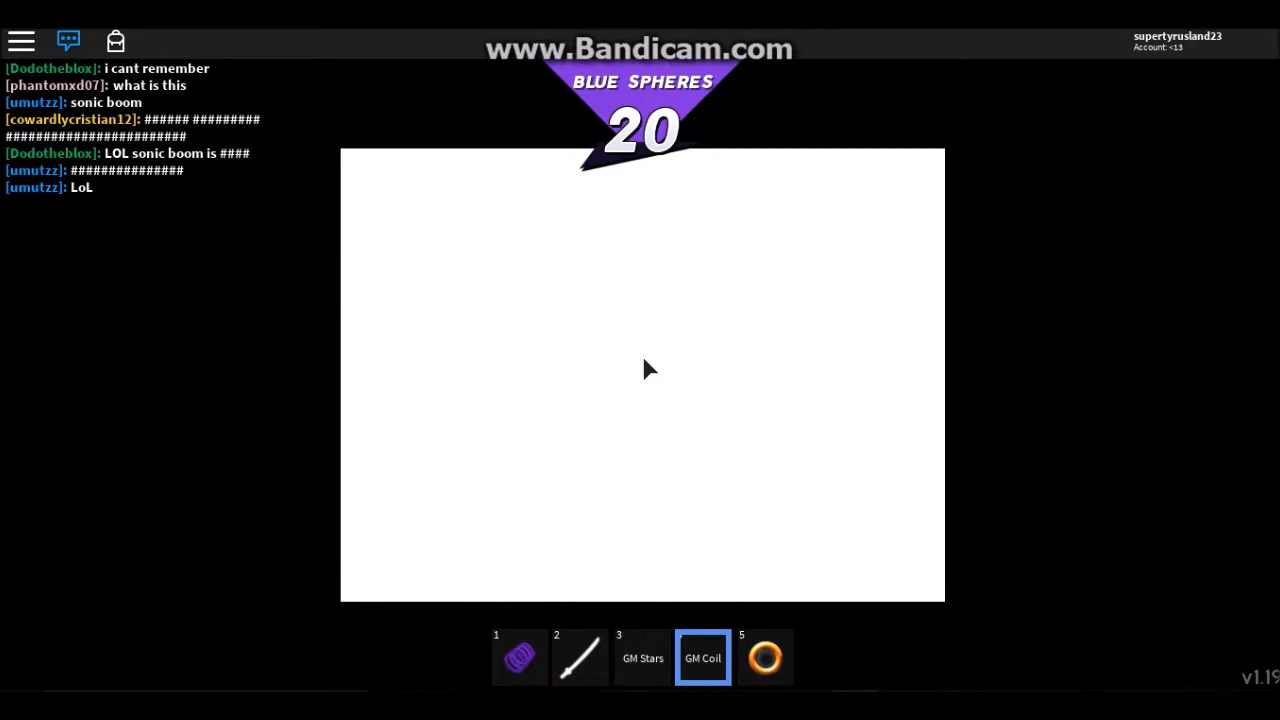 www.Bandicam.com
supertyrusland23
Account: <13
[Dodotheblox]: i cant remember
[phantomxd07]: what is this
[umutzz]: sonic boom
[cowardlycristian12]: ###### #########
########################
[Dodotheblox]: LOL sonic boom is ####
[umutzz]: ###############
[umutzz]: LoL
BLUE SPHERES
20
1
2
3
GM Stars
GM Coil
5
v1.19